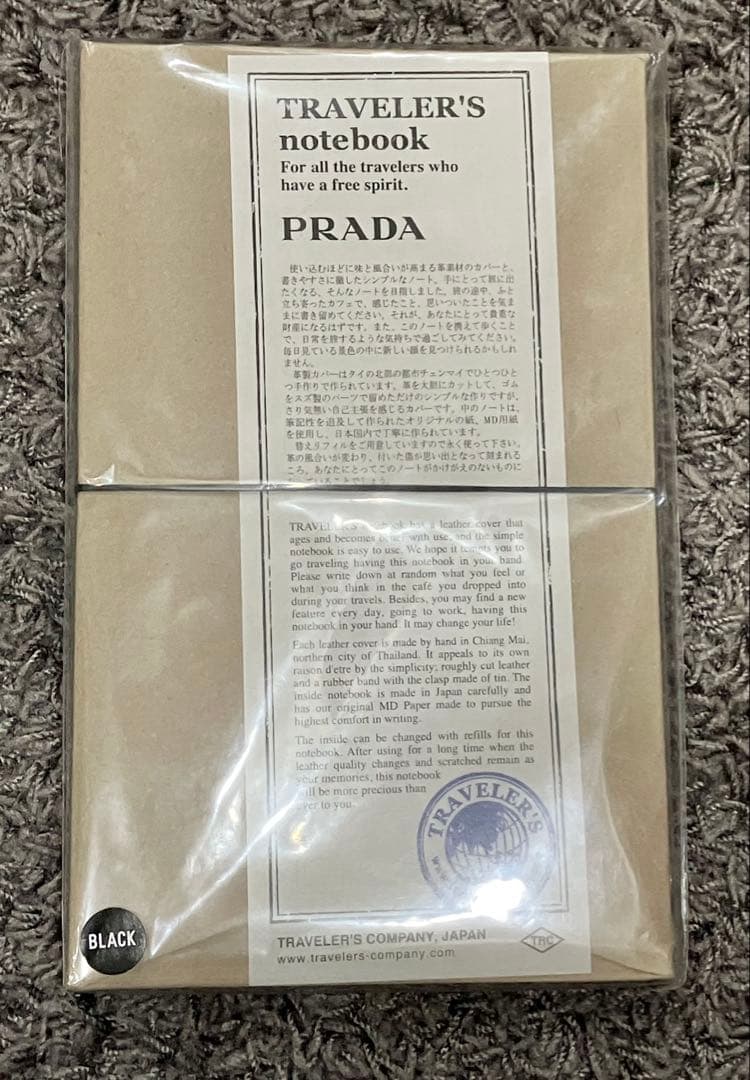 TRAVELER'S
notebook
For all the travelers who
have a free spirit.
PRADA
使い込むほどに味と風合いが高まる革素材のカバーと、
書きやすさに徹したシンプルなノート。手にとって旅に出
たくなる、そんなノートを目指しました。旅の途中、ふと
立ち寄ったカフェで、感じたこと、思いついたことを気ま
まに書き留めてください。それが、あなたにとって貴重な
財産になるはずです。また、このノートを携えて歩くこと
で、日常を旅するような気持ちで過ごしてみてください。
毎日見ている景色の中に新しい顔を見つけられるかもしれ
ません。
革製カバーはタイの北部の都市チェンマイでひとつひと
つ手作りで作られています。革を大胆にカットして、ゴム
をスズ製のパーツで留めただけのシンプルな作りですが、
さり気無い自己主張を感じるカバーです。中のノートは、
筆記性を追及して作られたオリジナルの紙、MD用紙
を使用し、日本国内で丁寧に作られています。
替えリフィルをご用意していますので永く使って下さい。
革の風合いが変わり、付いた傷が思い出となって刻まれる
ころ、あなたにとってこのノートがかけがえのないものに
なっていることでしょう。
TRAVELER'S notebook has a leather cover that
ages and becomes better with use, and the simple
notebook is easy to use. We hope it tempts you to
go traveling having this notebook in your hand.
Please write down at random what you feel or
what you think in the café you dropped into
during your travels. Besides, you may find a new
feature every day, going to work, having this
notebook in your hand. It may change your life!
Each leather cover is made by hand in Chiang Mai,
northern city of Thailand. It appeals to its own
raison d'etre by the simplicity; roughly cut leather
and a rubber band with the clasp made of tin. The
inside notebook is made in Japan carefully and
has our original MD Paper made to pursue the
highest comfort in writing.
The inside can be changed with refills for this
notebook. After using for a long time when the
leather quality changes and scratched remain as
your memories, this notebook
will be more precious than
ever to you.
TRAVELER'S
BLACK
TRAVELER'S COMPANY, JAPAN
TRC
www.travelers-company.com